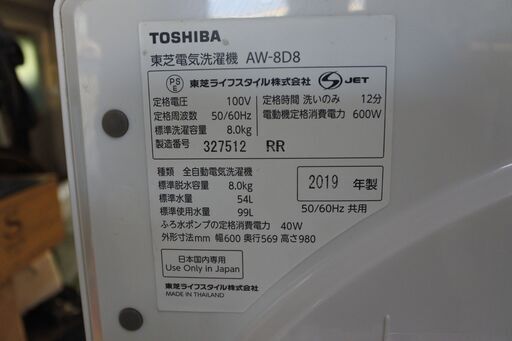 TOSHIBA
東芝電気洗濯機 AW-8D8
PS E 東芝ライフスタイル株式会社 S JET
定格電圧 100V 定格時間 洗いのみ 12分
定格周波数 50/60Hz 電動機定格消費電力 600W
標準洗濯容量 8.0kg
製造番号 327512 RR
種類 全自動電気洗濯機
標準脱水容量 8.0kg 2019 年製
標準水量 54L
標準使用水量 99L 50/60Hz 共用
ふろ水ポンプの定格消費電力 40W
外形寸法mm 幅600 奥行569 高さ980
日本国内専用
Use Only in Japan
東芝ライフスタイル株式会社
MADE IN THAILAND